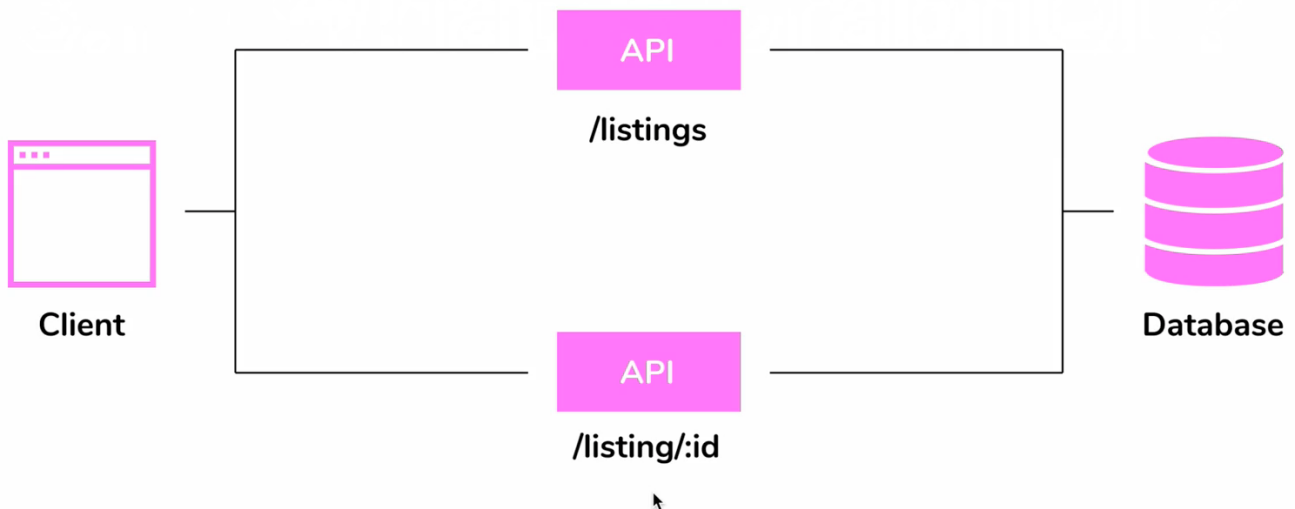 API
/listings
Client
Database
API
/listing/:id